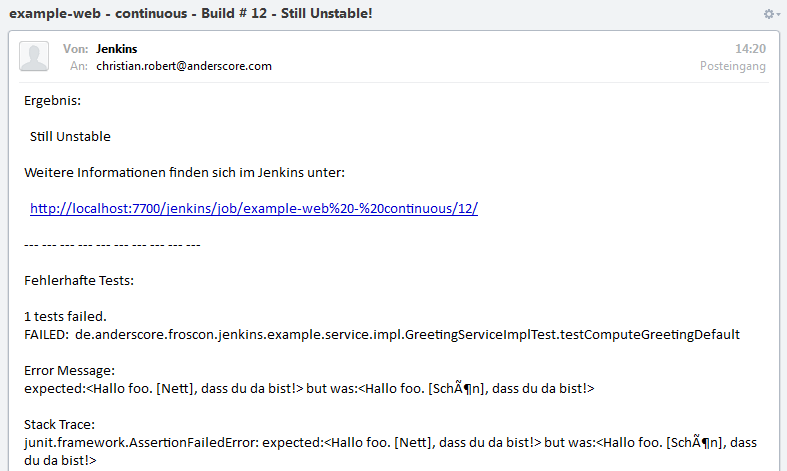 example-web - continuous - Build # 12 - Still Unstable!
Von: Jenkins 14:20
An: christian.robert@anderscore.com Posteingang
Ergebnis:
Still Unstable
Weitere Informationen finden sich im Jenkins unter:
http://localhost:7700/jenkins/job/example-web%20-%20continuous/12/
--- --- --- --- --- --- --- --- --- ---
Fehlerhafte Tests:
1 tests failed.
FAILED:  de.anderscore.froscon.jenkins.example.service.impl.GreetingServiceImplTest.testComputeGreetingDefault
Error Message:
expected:<Hallo foo. [Nett], dass du da bist!> but was:<Hallo foo. [SchÃ¶n], dass du da bist!>
Stack Trace:
junit.framework.AssertionFailedError: expected:<Hallo foo. [Nett], dass du da bist!> but was:<Hallo foo. [SchÃ¶n], dass
du da bist!>